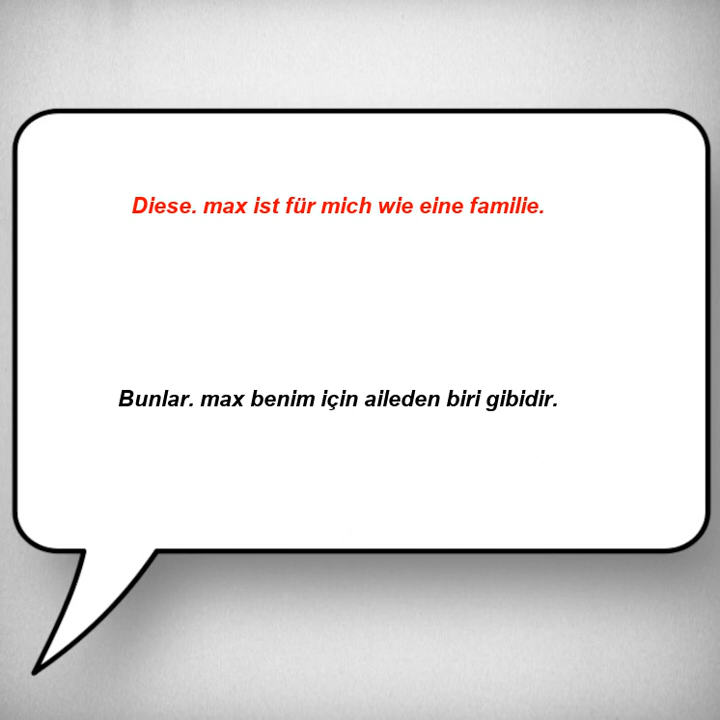 Diese. max ist für mich wie eine familie.
Bunlar. max benim için aileden biri gibidir.